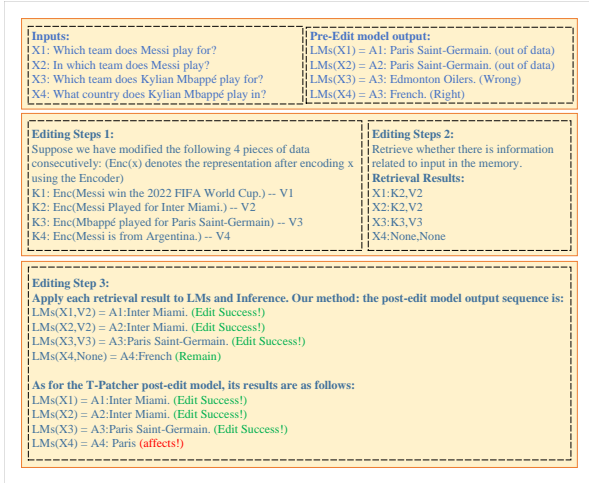 Inputs:
X1: Which team does Messi play for?
X2: In which team does Messi play?
X3: Which team does Kylian Mbappé play for?
X4: What country does Kylian Mbappé play in?
Pre-Edit model output:
LMs(X1) = A1: Paris Saint-Germain. (out of data)
LMs(X2) = A2: Paris Saint-Germain. (out of data)
LMs(X3) = A3: Edmonton Oilers. (Wrong)
LMs(X4) = A3: French. (Right)
Editing Steps 1:
Suppose we have modified the following 4 pieces of data
consecutively: (Enc(x) denotes the representation after encoding x
using the Encoder)
K1: Enc(Messi win the 2022 FIFA World Cup.) -- V1
K2: Enc(Messi Played for Inter Miami.) -- V2
K3: Enc(Mbappé played for Paris Saint-Germain) -- V3
K4: Enc(Messi is from Argentina.) -- V4
Editing Steps 2:
Retrieve whether there is information
related to input in the memory.
Retrieval Results:
X1:K2,V2
X2:K2,V2
X3:K3,V3
X4:None,None
Editing Step 3:
Apply each retrieval result to LMs and Inference. Our method: the post-edit model output sequence is:
LMs(X1,V2) = A1:Inter Miami. (Edit Success!)
LMs(X2,V2) = A2:Inter Miami. (Edit Success!)
LMs(X3,V3) = A3:Paris Saint-Germain. (Edit Success!)
LMs(X4,None) = A4:French (Remain)
As for the T-Patcher post-edit model, its results are as follows:
LMs(X1) = A1:Inter Miami. (Edit Success!)
LMs(X2) = A2:Inter Miami. (Edit Success!)
LMs(X3) = A3:Paris Saint-Germain. (Edit Success!)
LMs(X4) = A4: Paris (affects!)